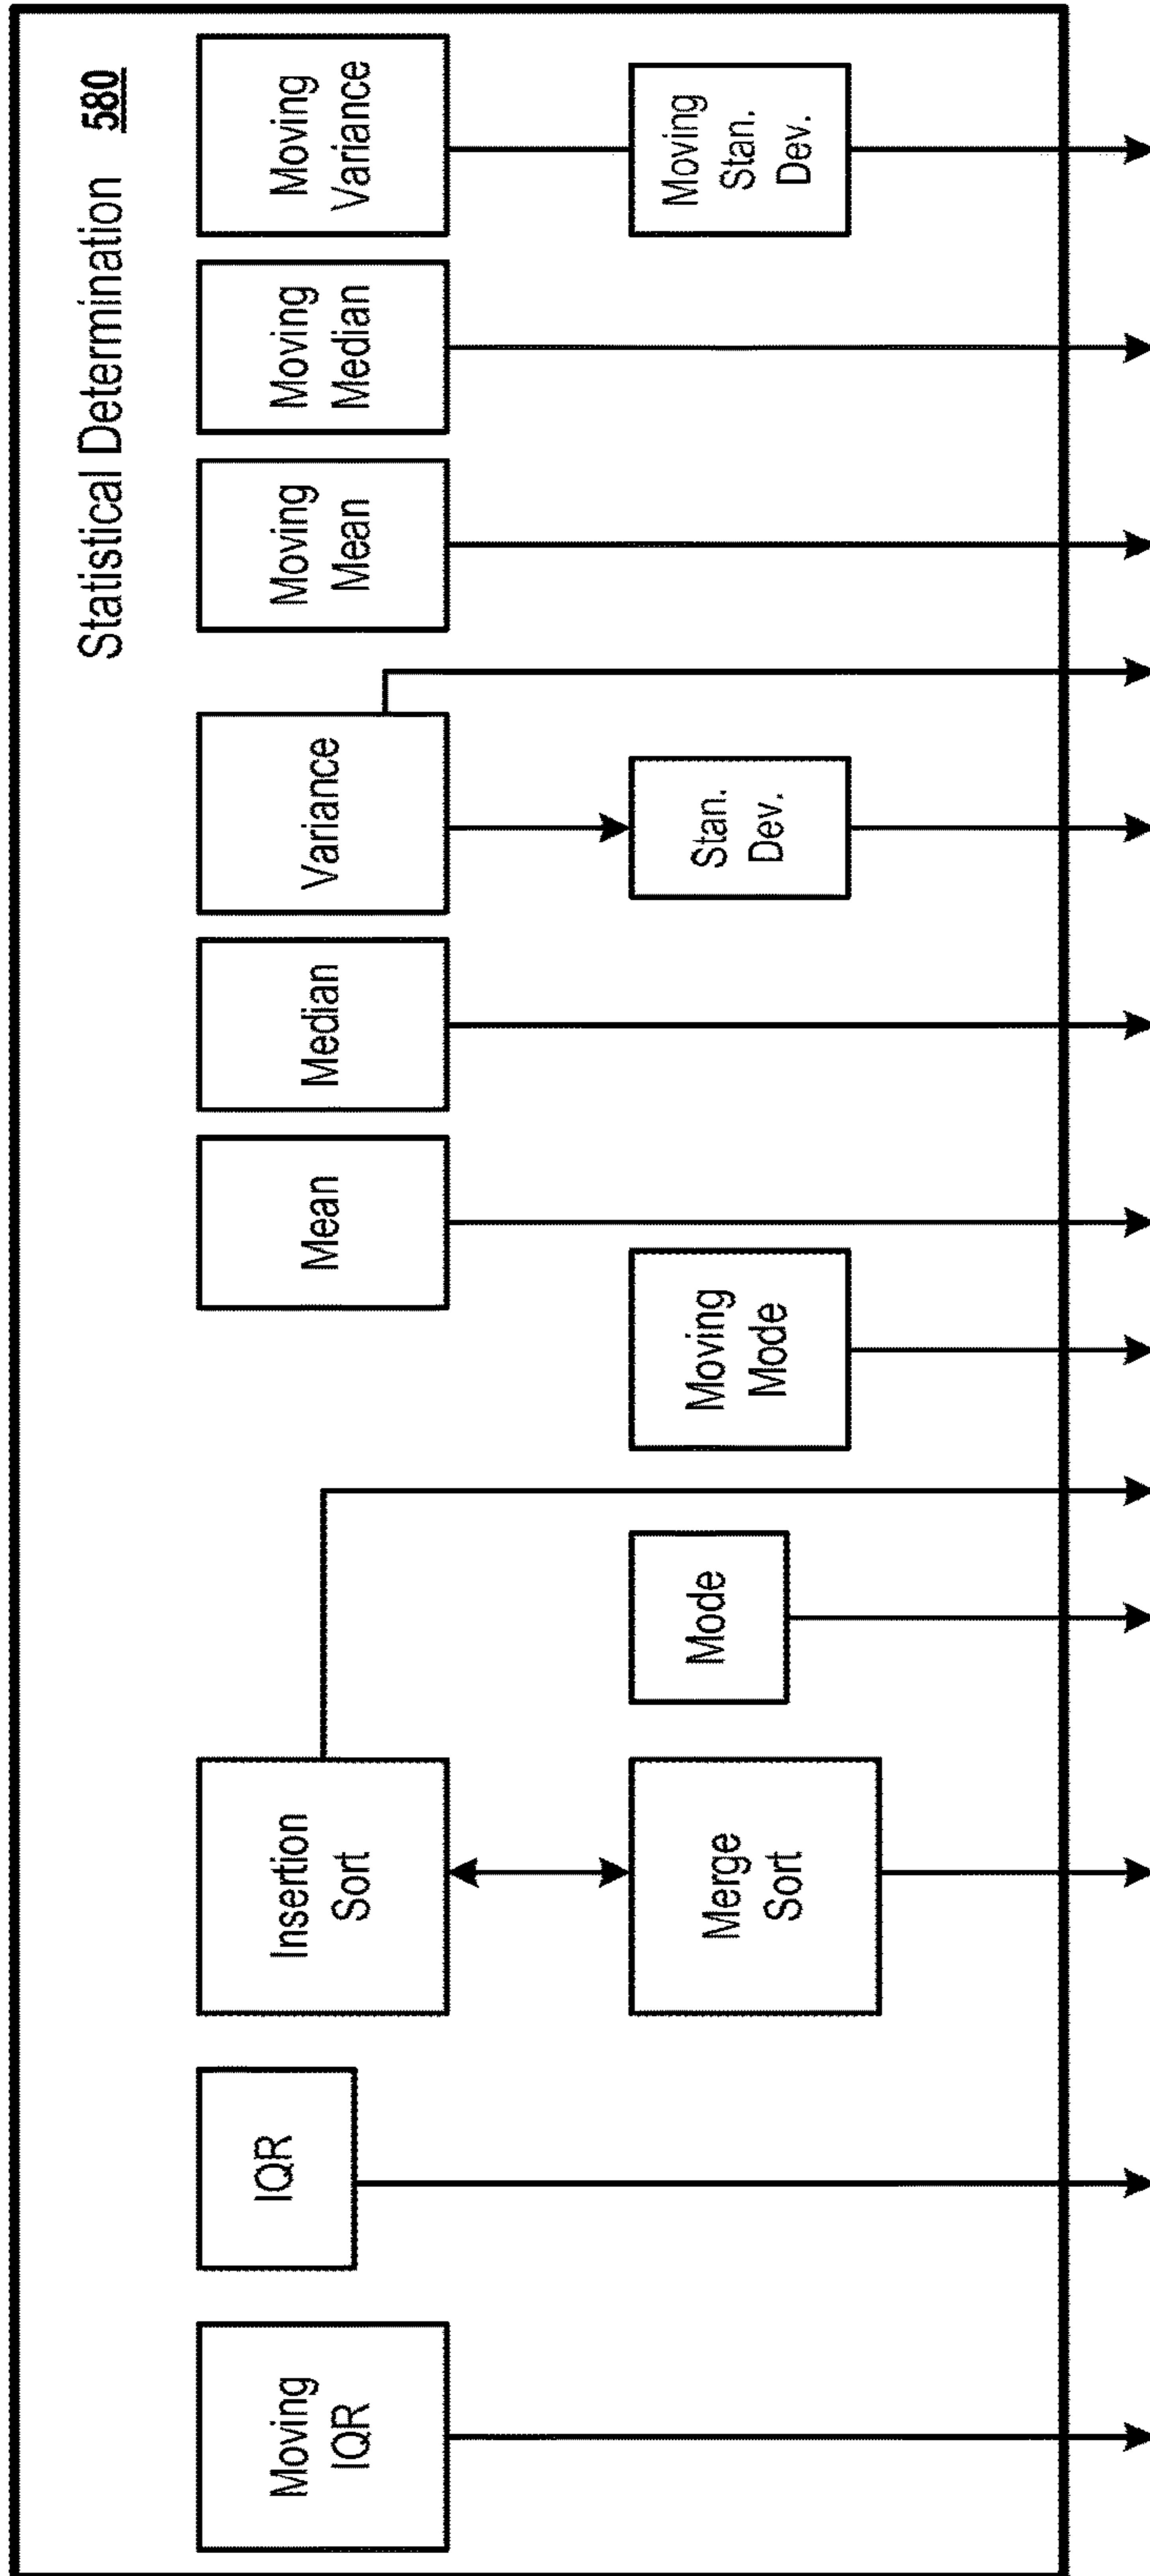 Statistical Determination 580
Moving
IQR
IQR
Insertion
Sort
Mean
Median
Variance
Moving
Mean
Moving
Median
Moving
Variance
Merge
Sort
Mode
Moving
Mode
Stan.
Dev.
Moving
Stan.
Dev.